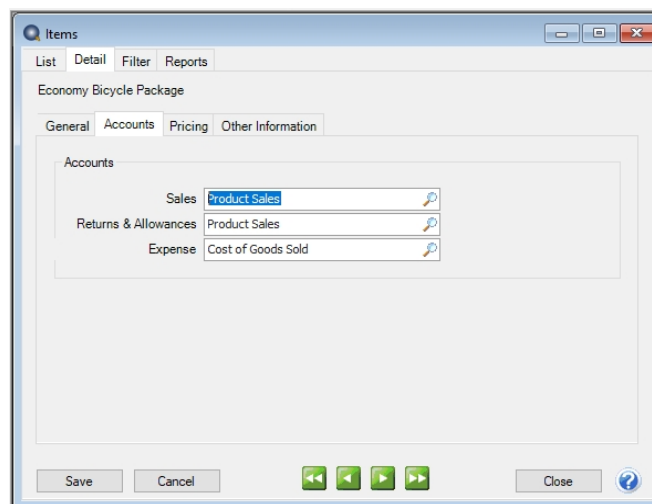 Items
List Detail Filter Reports
Economy Bicycle Package
General Accounts Pricing Other Information
Accounts
Sales Product Sales
Returns & Allowances Product Sales
Expense Cost of Goods Sold
Save Cancel Close ?